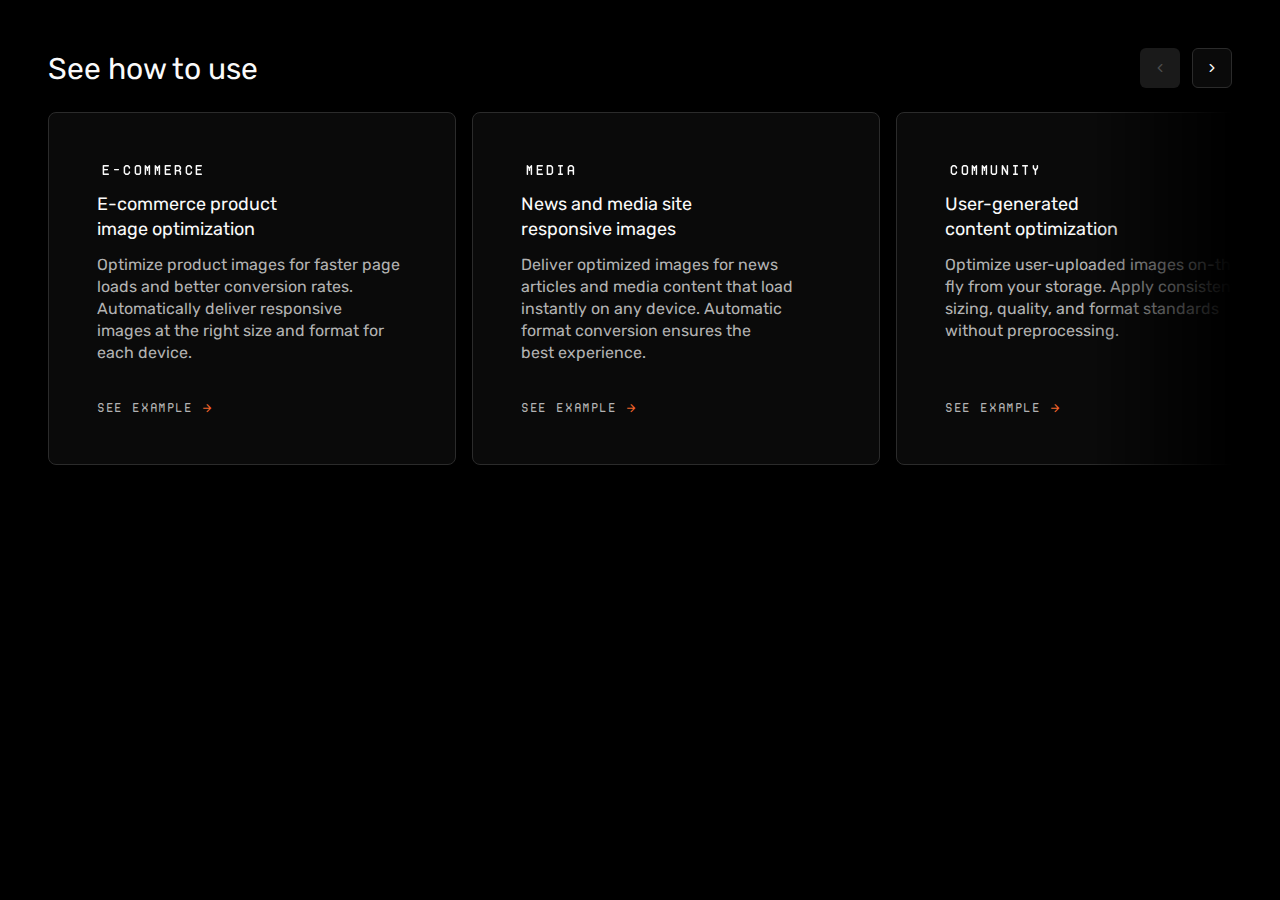 See how to use
‹ ›
E-COMMERCE
E-commerce product
image optimization
Optimize product images for faster page
loads and better conversion rates.
Automatically deliver responsive
images at the right size and format for
each device.
SEE EXAMPLE →
MEDIA
News and media site
responsive images
Deliver optimized images for news
articles and media content that load
instantly on any device. Automatic
format conversion ensures the
best experience.
SEE EXAMPLE →
COMMUNITY
User-generated
content optimization
Optimize user-uploaded images on-th
fly from your storage. Apply consisten
sizing, quality, and format standards
without preprocessing.
SEE EXAMPLE →